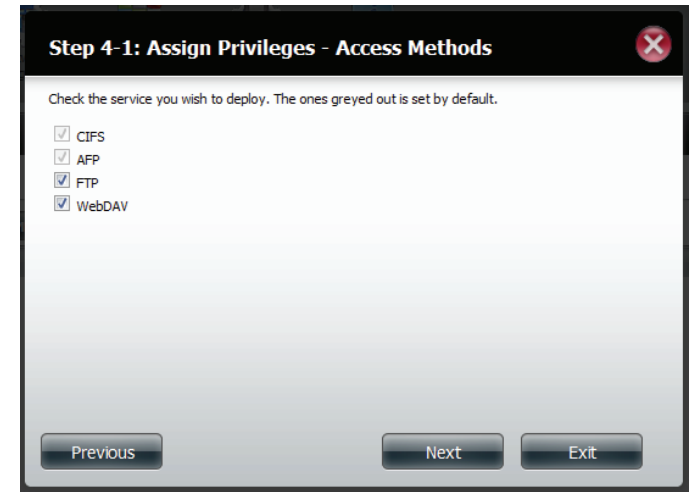 Step 4-1: Assign Privileges - Access Methods
Check the service you wish to deploy. The ones greyed out is set by default.
CIFS
AFP
FTP
WebDAV
Previous
Next
Exit